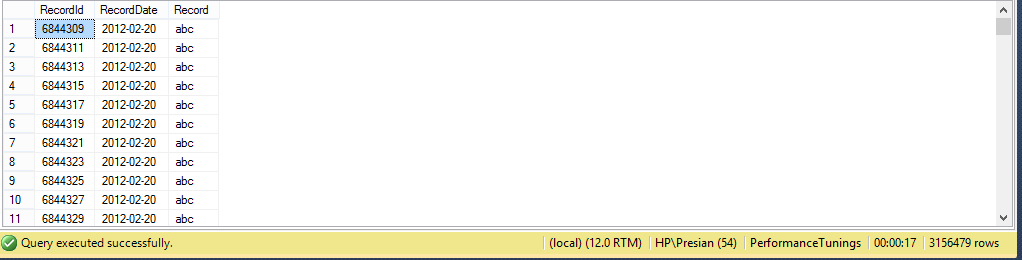 RecordId RecordDate Record
1 6844309 2012-02-20 abc
2 6844311 2012-02-20 abc
3 6844313 2012-02-20 abc
4 6844315 2012-02-20 abc
5 6844317 2012-02-20 abc
6 6844319 2012-02-20 abc
7 6844321 2012-02-20 abc
8 6844323 2012-02-20 abc
9 6844325 2012-02-20 abc
10 6844327 2012-02-20 abc
11 6844329 2012-02-20 abc
Query executed successfully. (local) (12.0 RTM) HP\Presian (54) PerformanceTunings 00:00:17 3156479 rows